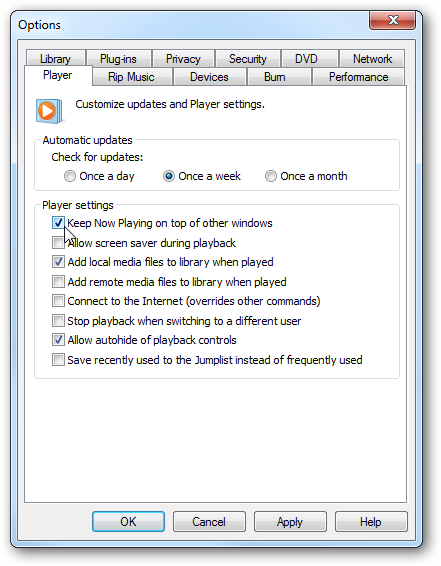 Options
Library Plug-ins Privacy Security DVD Network
Player Rip Music Devices Burn Performance
Customize updates and Player settings.
Automatic updates
Check for updates:
Once a day Once a week Once a month
Player settings
Keep Now Playing on top of other windows
Allow screen saver during playback
Add local media files to library when played
Add remote media files to library when played
Connect to the Internet (overrides other commands)
Stop playback when switching to a different user
Allow autohide of playback controls
Save recently used to the Jumplist instead of frequently used
OK Cancel Apply Help